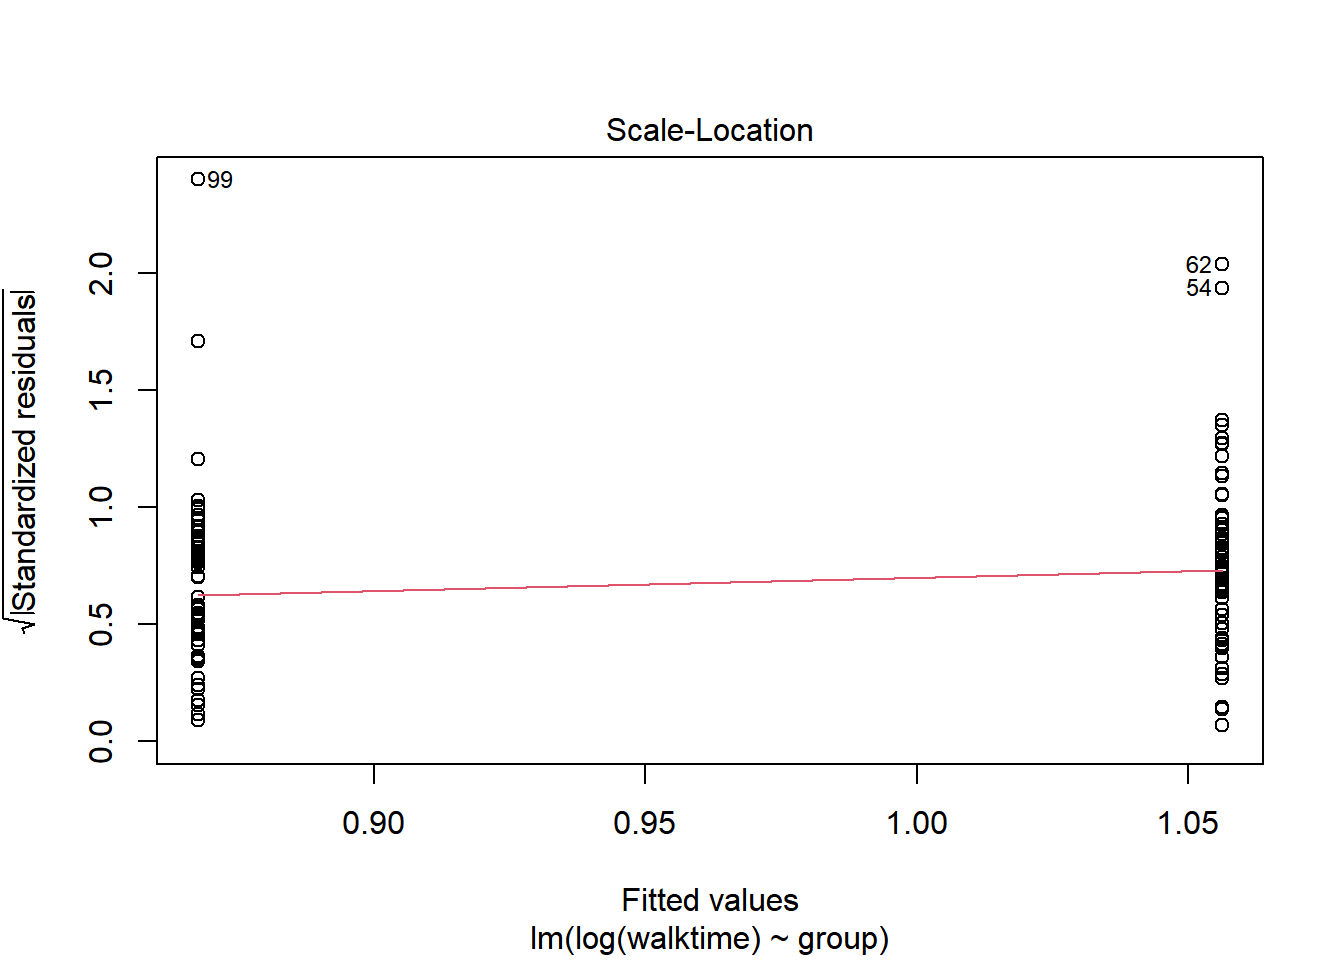 Scale-Location
99
62
54
√|Standardized residuals|
2.0
1.5
1.0
0.5
0.0
0.90 0.95 1.00 1.05
Fitted values
lm(log(walktime) ~ group)